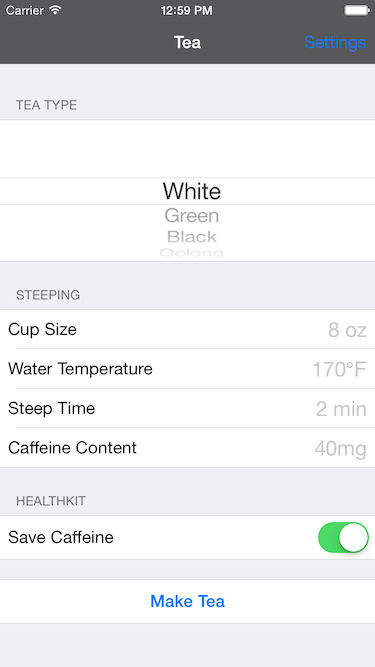 Carrier 12:59 PM
Tea Settings
TEA TYPE
White
Green
Black
Oolong
STEEPING
Cup Size 8 oz
Water Temperature 170°F
Steep Time 2 min
Caffeine Content 40mg
HEALTHKIT
Save Caffeine
Make Tea